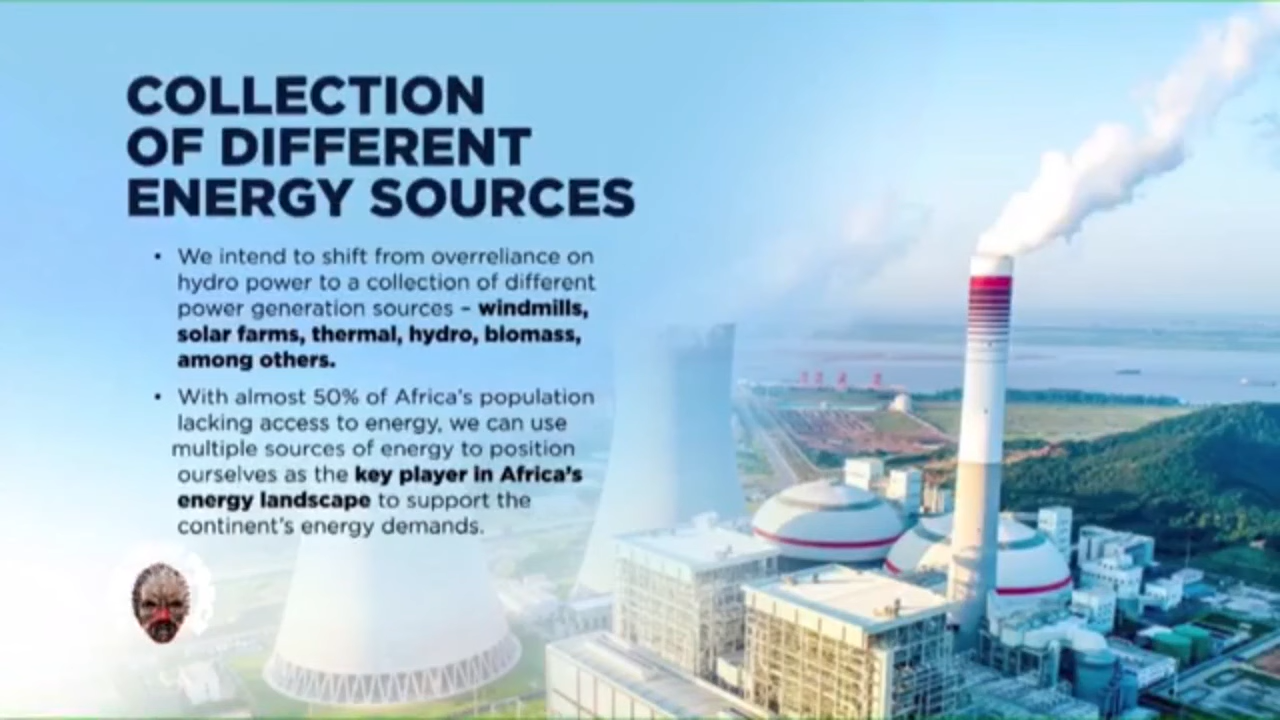 COLLECTION
OF DIFFERENT
ENERGY SOURCES
• We intend to shift from overreliance on
hydro power to a collection of different
power generation sources – windmills,
solar farms, thermal, hydro, biomass,
among others.
• With almost 50% of Africa's population
lacking access to energy, we can use
multiple sources of energy to position
ourselves as the key player in Africa's
energy landscape to support the
continent's energy demands.